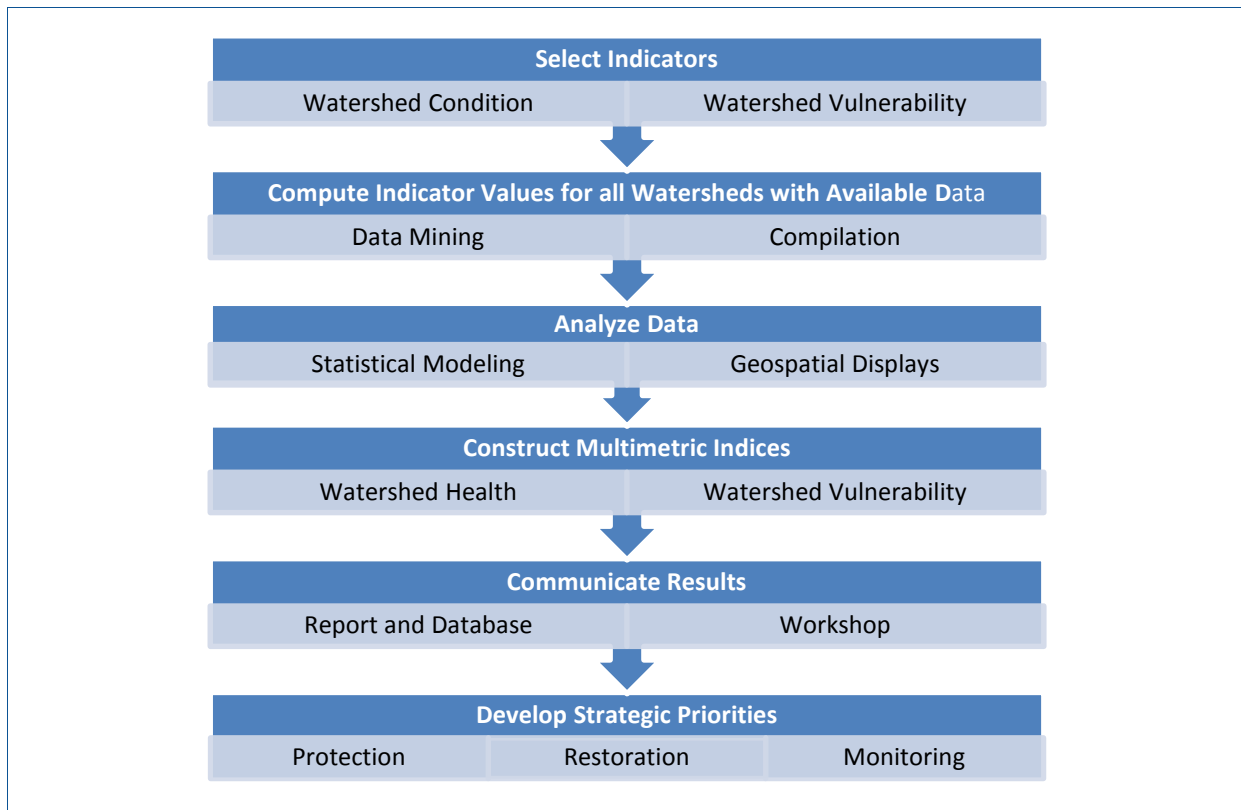 Select Indicators
Watershed Condition Watershed Vulnerability
Compute Indicator Values for all Watersheds with Available Data
Data Mining Compilation
Analyze Data
Statistical Modeling Geospatial Displays
Construct Multimetric Indices
Watershed Health Watershed Vulnerability
Communicate Results
Report and Database Workshop
Develop Strategic Priorities
Protection Restoration Monitoring